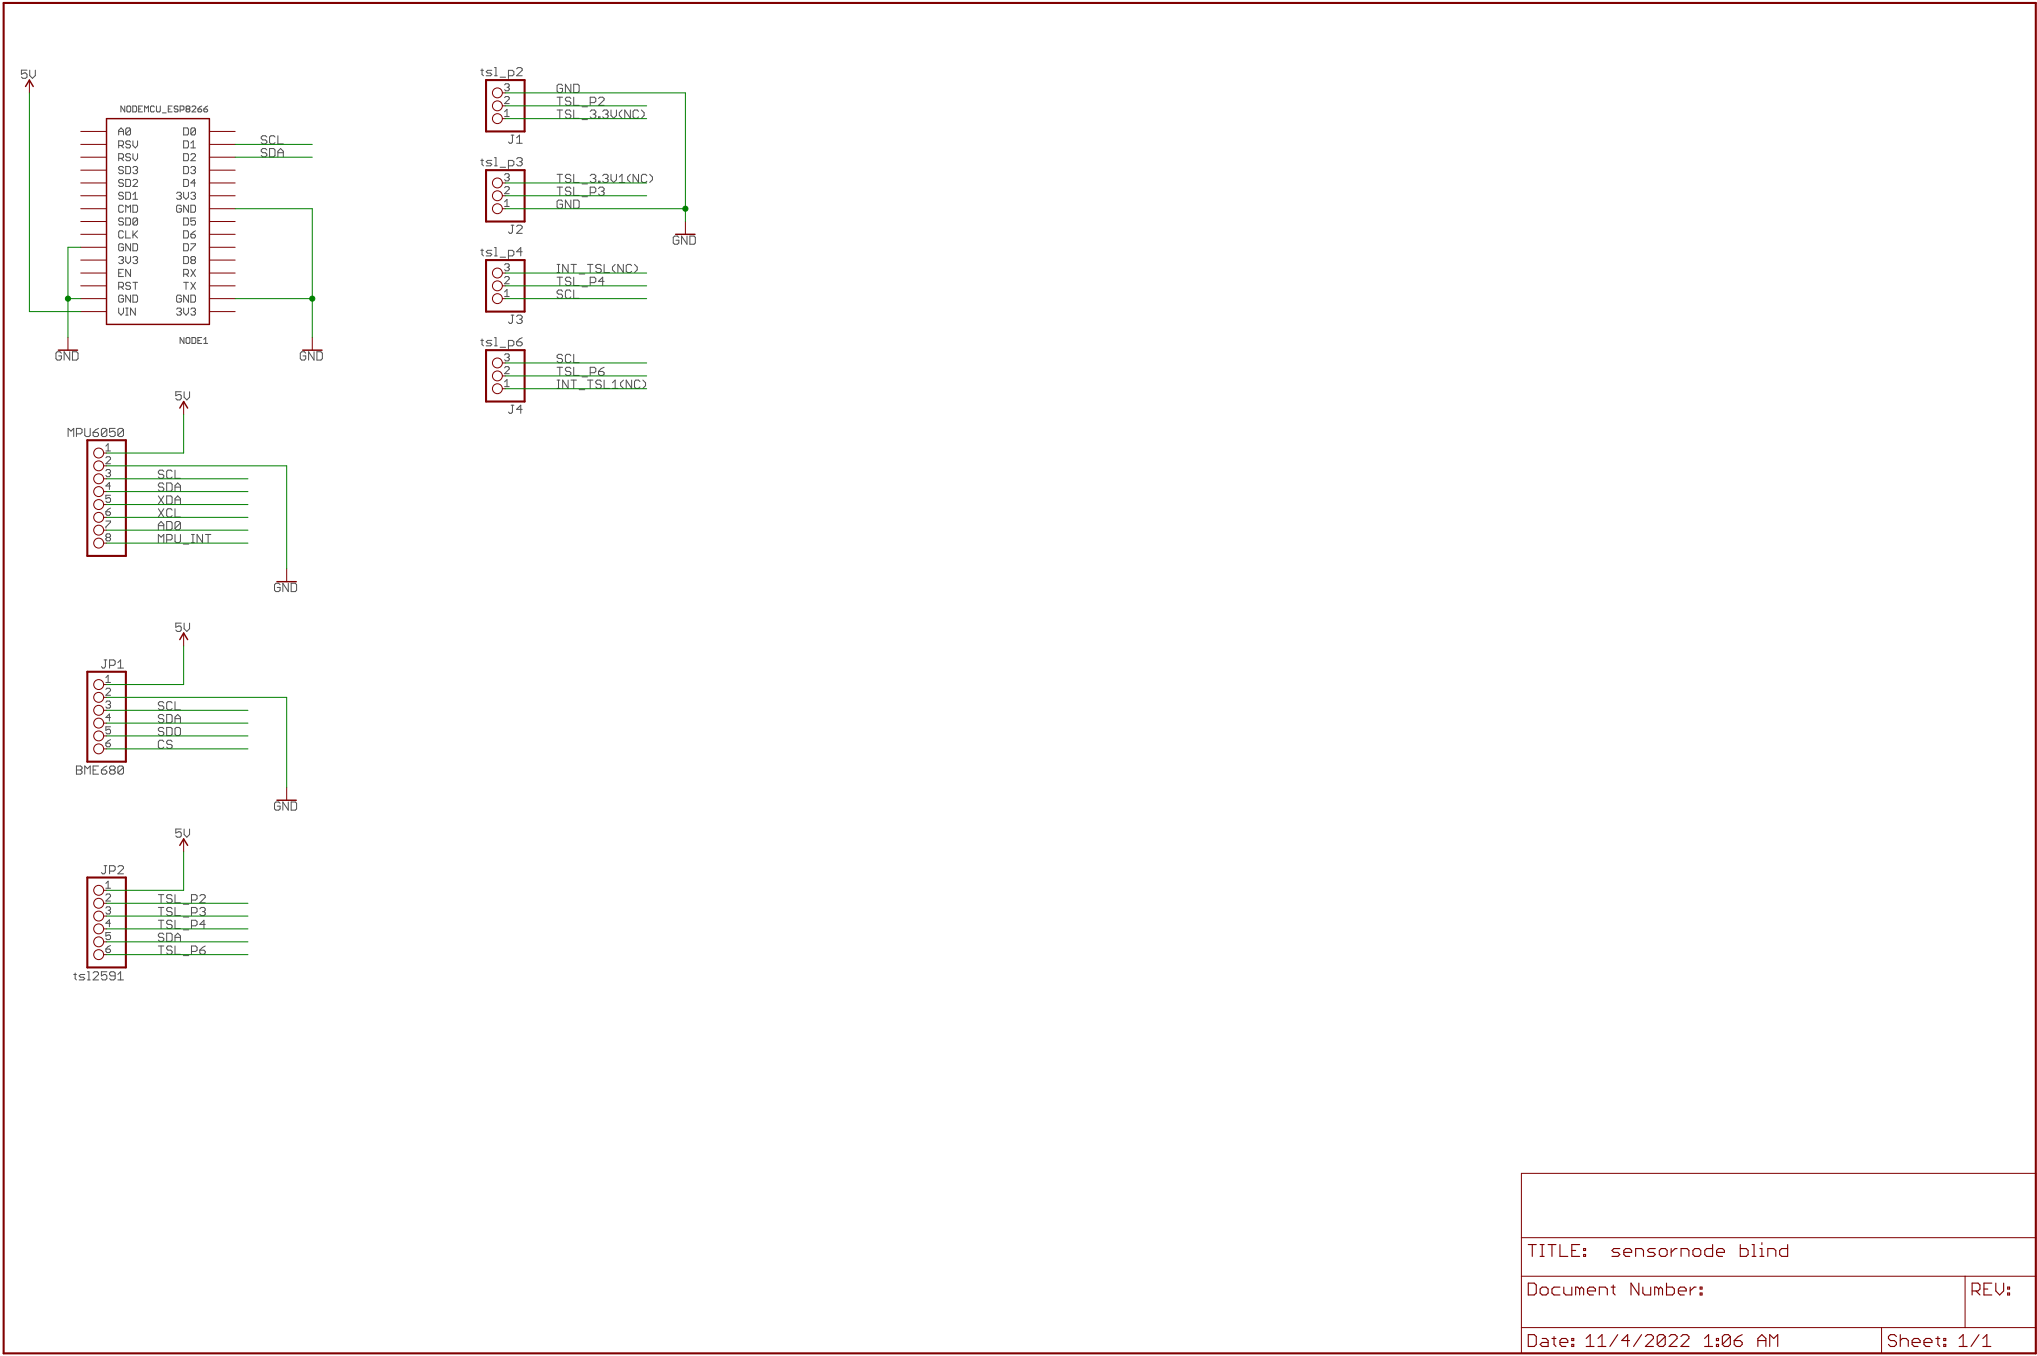 5V
NODEMCU_ESP8266
A0 D0
RSV D1 SCL
RSV D2 SDA
SD3 D3
SD2 D4
SD1 3V3
CMD GND
SD0 D5
CLK D6
GND D7
3V3 D8
EN RX
RST TX
GND GND
VIN 3V3
NODE1
GND GND
5V
MPU6050
1
2
3 SCL
4 SDA
5 XDA
6 XCL
7 AD0
8 MPU_INT
GND
5V
JP1
1
2
3 SCL
4 SDA
5 SDO
6 CS
BME680
GND
5V
JP2
1
2 TSL_P2
3 TSL_P3
4 TSL_P4
5 SDA
6 TSL_P6
tsl2591
tsl_p2
3 GND
2 TSL_P2
1 TSL_3.3V(NC)
J1
tsl_p3
3 TSL_3.3V1(NC)
2 TSL_P3
1 GND
J2
GND
tsl_p4
3 INT_TSL(NC)
2 TSL_P4
1 SCL
J3
tsl_p6
3 SCL
2 TSL_P6
1 INT_TSL1(NC)
J4
TITLE: sensornode blind
Document Number:
REV:
Date: 11/4/2022 1:06 AM
Sheet: 1/1